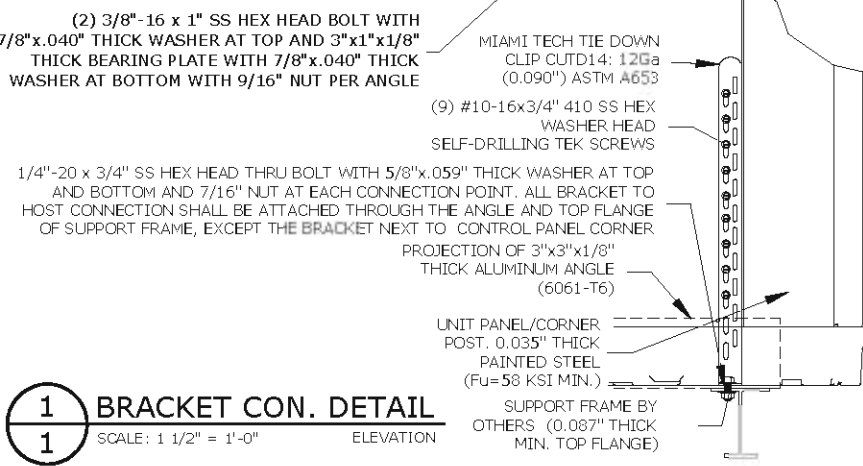 (2) 3/8"-16 x 1" SS HEX HEAD BOLT WITH
7/8"x.040" THICK WASHER AT TOP AND 3"x1"x1/8"
THICK BEARING PLATE WITH 7/8"x.040" THICK
WASHER AT BOTTOM WITH 9/16" NUT PER ANGLE
MIAMI TECH TIE DOWN
CLIP CUTD14: 12Ga
(0.090") ASTM A653
(9) #10-16x3/4" 410 SS HEX
WASHER HEAD
SELF-DRILLING TEK SCREWS
1/4"-20 x 3/4" SS HEX HEAD THRU BOLT WITH 5/8"x.059" THICK WASHER AT TOP
AND BOTTOM AND 7/16" NUT AT EACH CONNECTION POINT. ALL BRACKET TO
HOST CONNECTION SHALL BE ATTACHED THROUGH THE ANGLE AND TOP FLANGE
OF SUPPORT FRAME, EXCEPT THE BRACKET NEXT TO CONTROL PANEL CORNER
PROJECTION OF 3"x3"x1/8"
THICK ALUMINUM ANGLE
(6061-T6)
UNIT PANEL/CORNER
POST. 0.035" THICK
PAINTED STEEL
(Fu=58 KSI MIN.)
SUPPORT FRAME BY
OTHERS (0.087" THICK
MIN. TOP FLANGE)
1
1
BRACKET CON. DETAIL
SCALE: 1 1/2" = 1'-0" ELEVATION